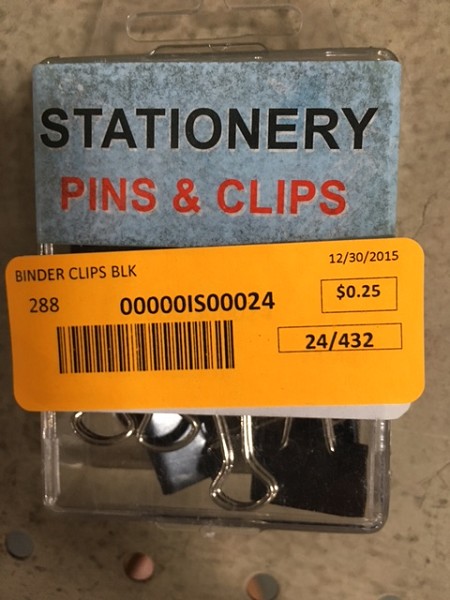 STATIONERY
PINS & CLIPS
BINDER CLIPS BLK
12/30/2015
288
00000IS00024
$0.25
24/432